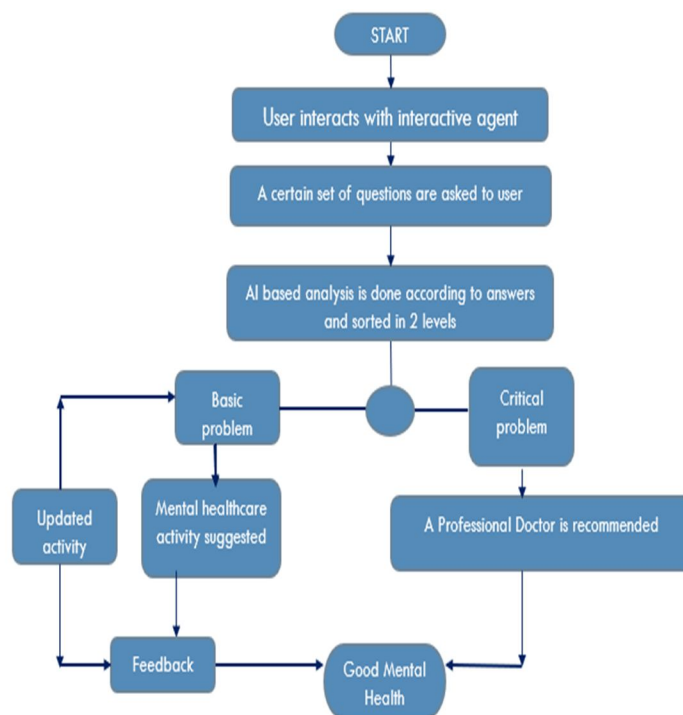 START
User interacts with interactive agent
A certain set of questions are asked to user
AI based analysis is done according to answers
and sorted in 2 levels
Basic
problem
Critical
problem
Updated
activity
Mental healthcare
activity suggested
A Professional Doctor is recommended
Feedback
Good Mental
Health